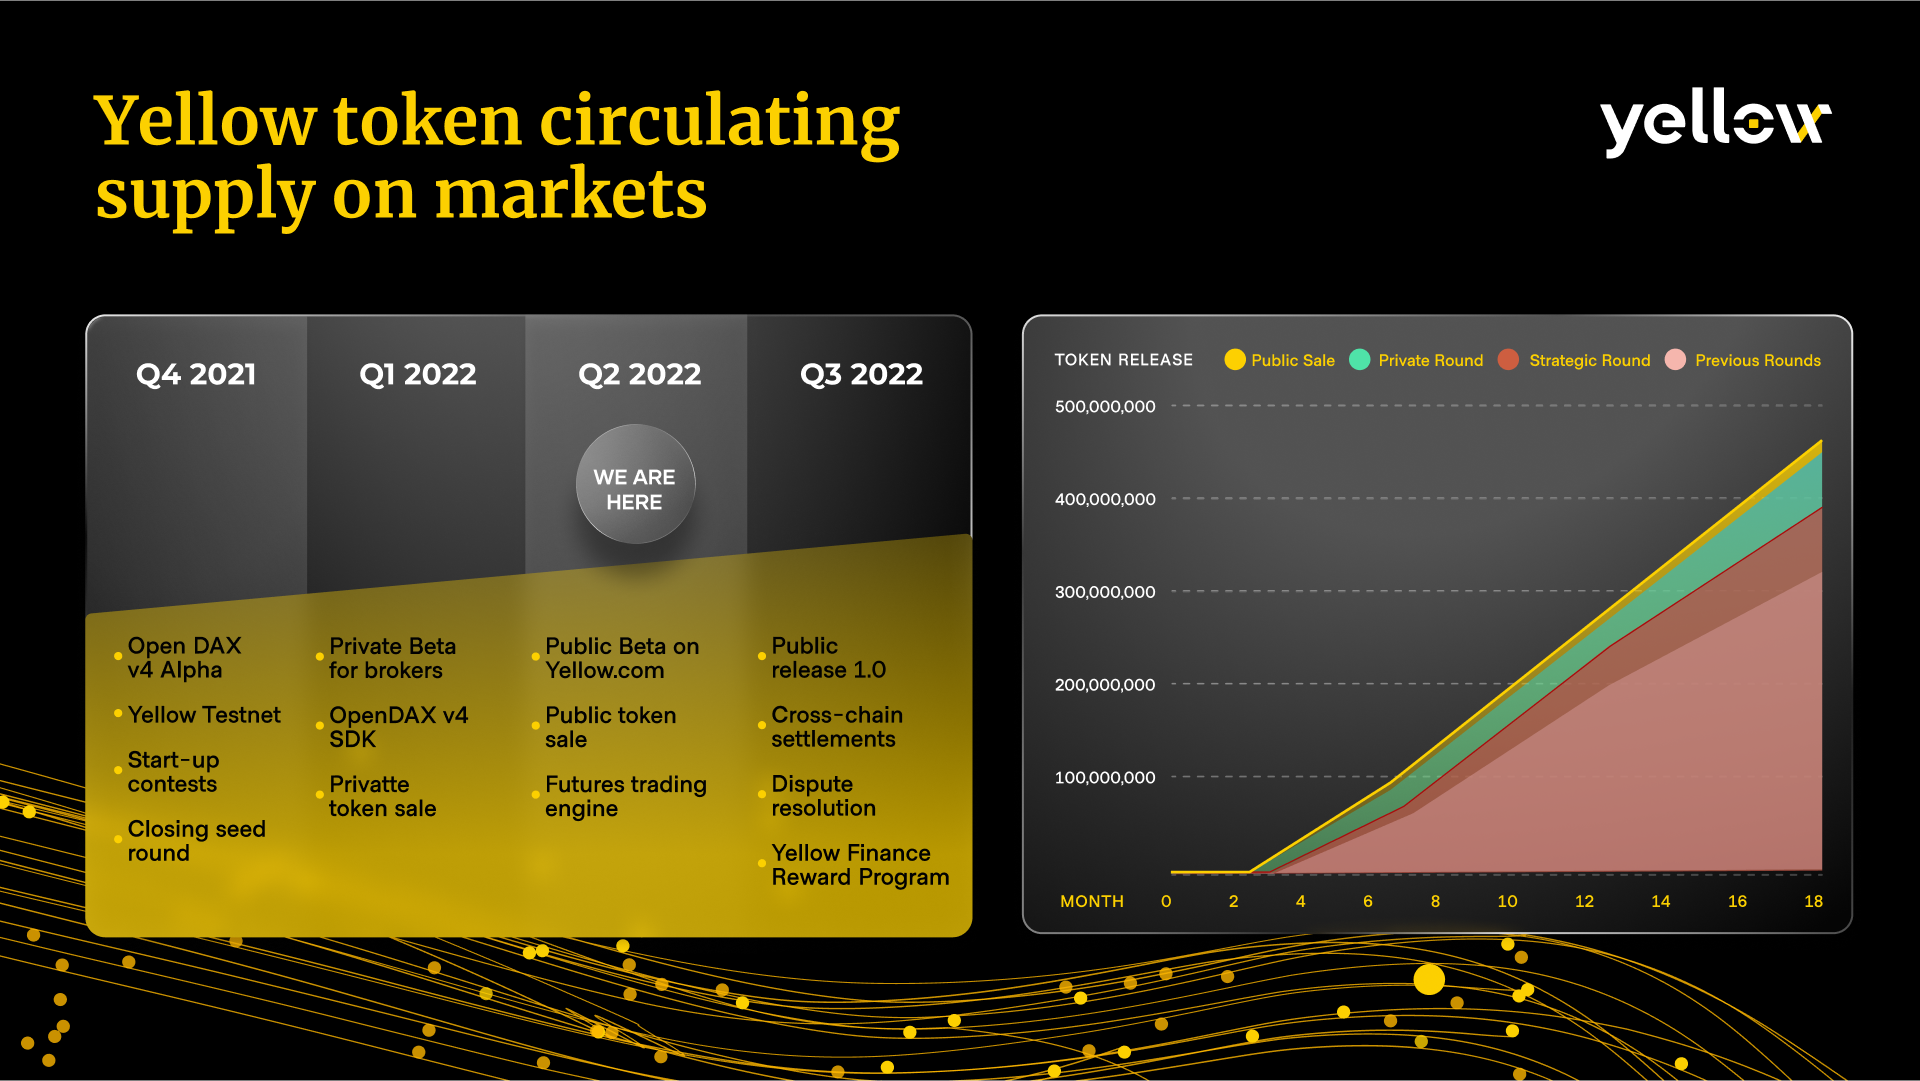 Yellow token circulating
supply on markets
yellow
Q4 2021
Open DAX
v4 Alpha
Yellow Testnet
Start-up
contests
Closing seed
round
Q1 2022
Private Beta
for brokers
OpenDAX v4
SDK
Privatte
token sale
Q2 2022
WE ARE
HERE
Public Beta on
Yellow.com
Public token
sale
Futures trading
engine
Q3 2022
Public
release 1.0
Cross-chain
settlements
Dispute
resolution
Yellow Finance
Reward Program
TOKEN RELEASE Public Sale Private Round Strategic Round Previous Rounds
500,000,000
400,000,000
300,000,000
200,000,000
100,000,000
MONTH 0 2 4 6 8 10 12 14 16 18